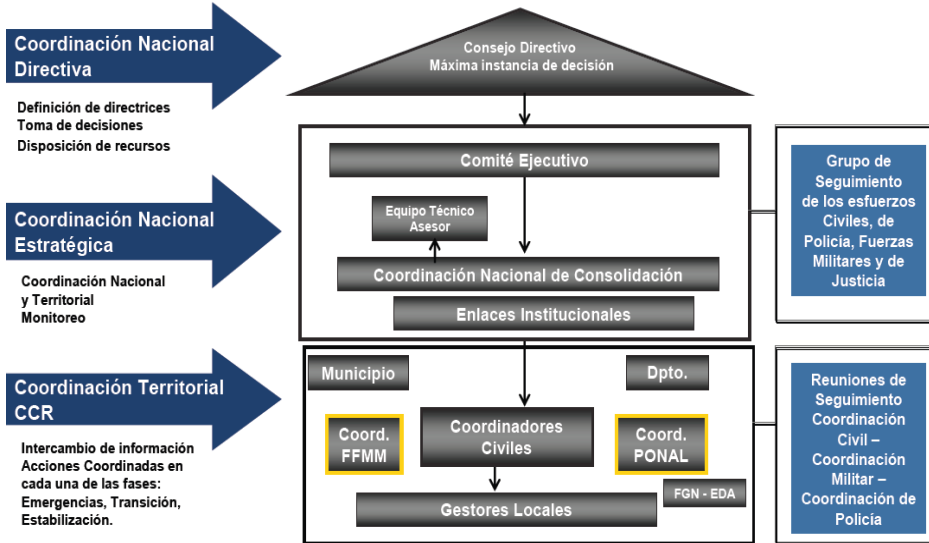 Coordinación Nacional
Directiva
Definición de directrices
Toma de decisiones
Disposición de recursos
Consejo Directivo
Máxima instancia de decisión
Coordinación Nacional
Estratégica
Coordinación Nacional
y Territorial
Monitoreo
Comité Ejecutivo
Equipo Técnico
Asesor
Coordinación Nacional de Consolidación
Enlaces Institucionales
Grupo de
Seguimiento
de los esfuerzos
Civiles, de
Policía, Fuerzas
Militares y de
Justicia
Coordinación Territorial
CCR
Intercambio de información
Acciones Coordinadas en
cada una de las fases:
Emergencias, Transición,
Estabilización.
Municipio
Dpto.
Coord.
FFMM
Coordinadores
Civiles
Coord.
PONAL
FGN - EDA
Gestores Locales
Reuniones de
Seguimiento
Coordinación
Civil –
Coordinación
Militar –
Coordinación de
Policía